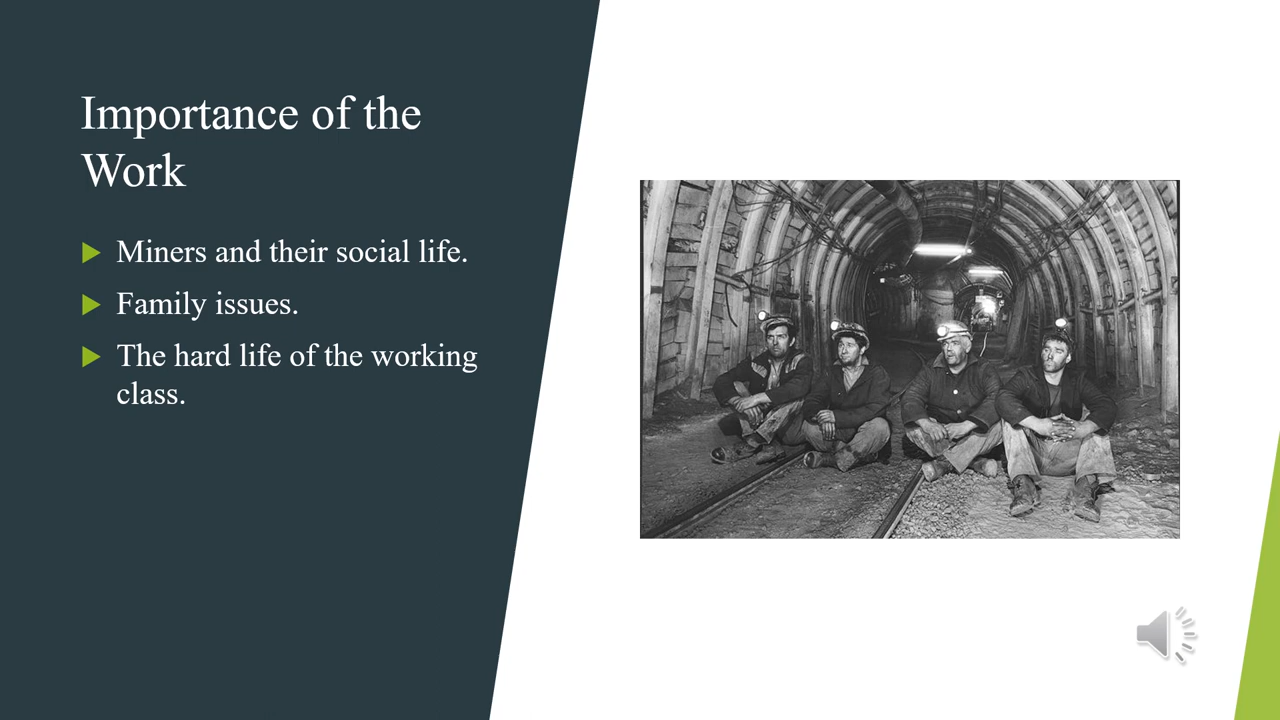 Importance of the
Work
Miners and their social life.
Family issues.
The hard life of the working
class.